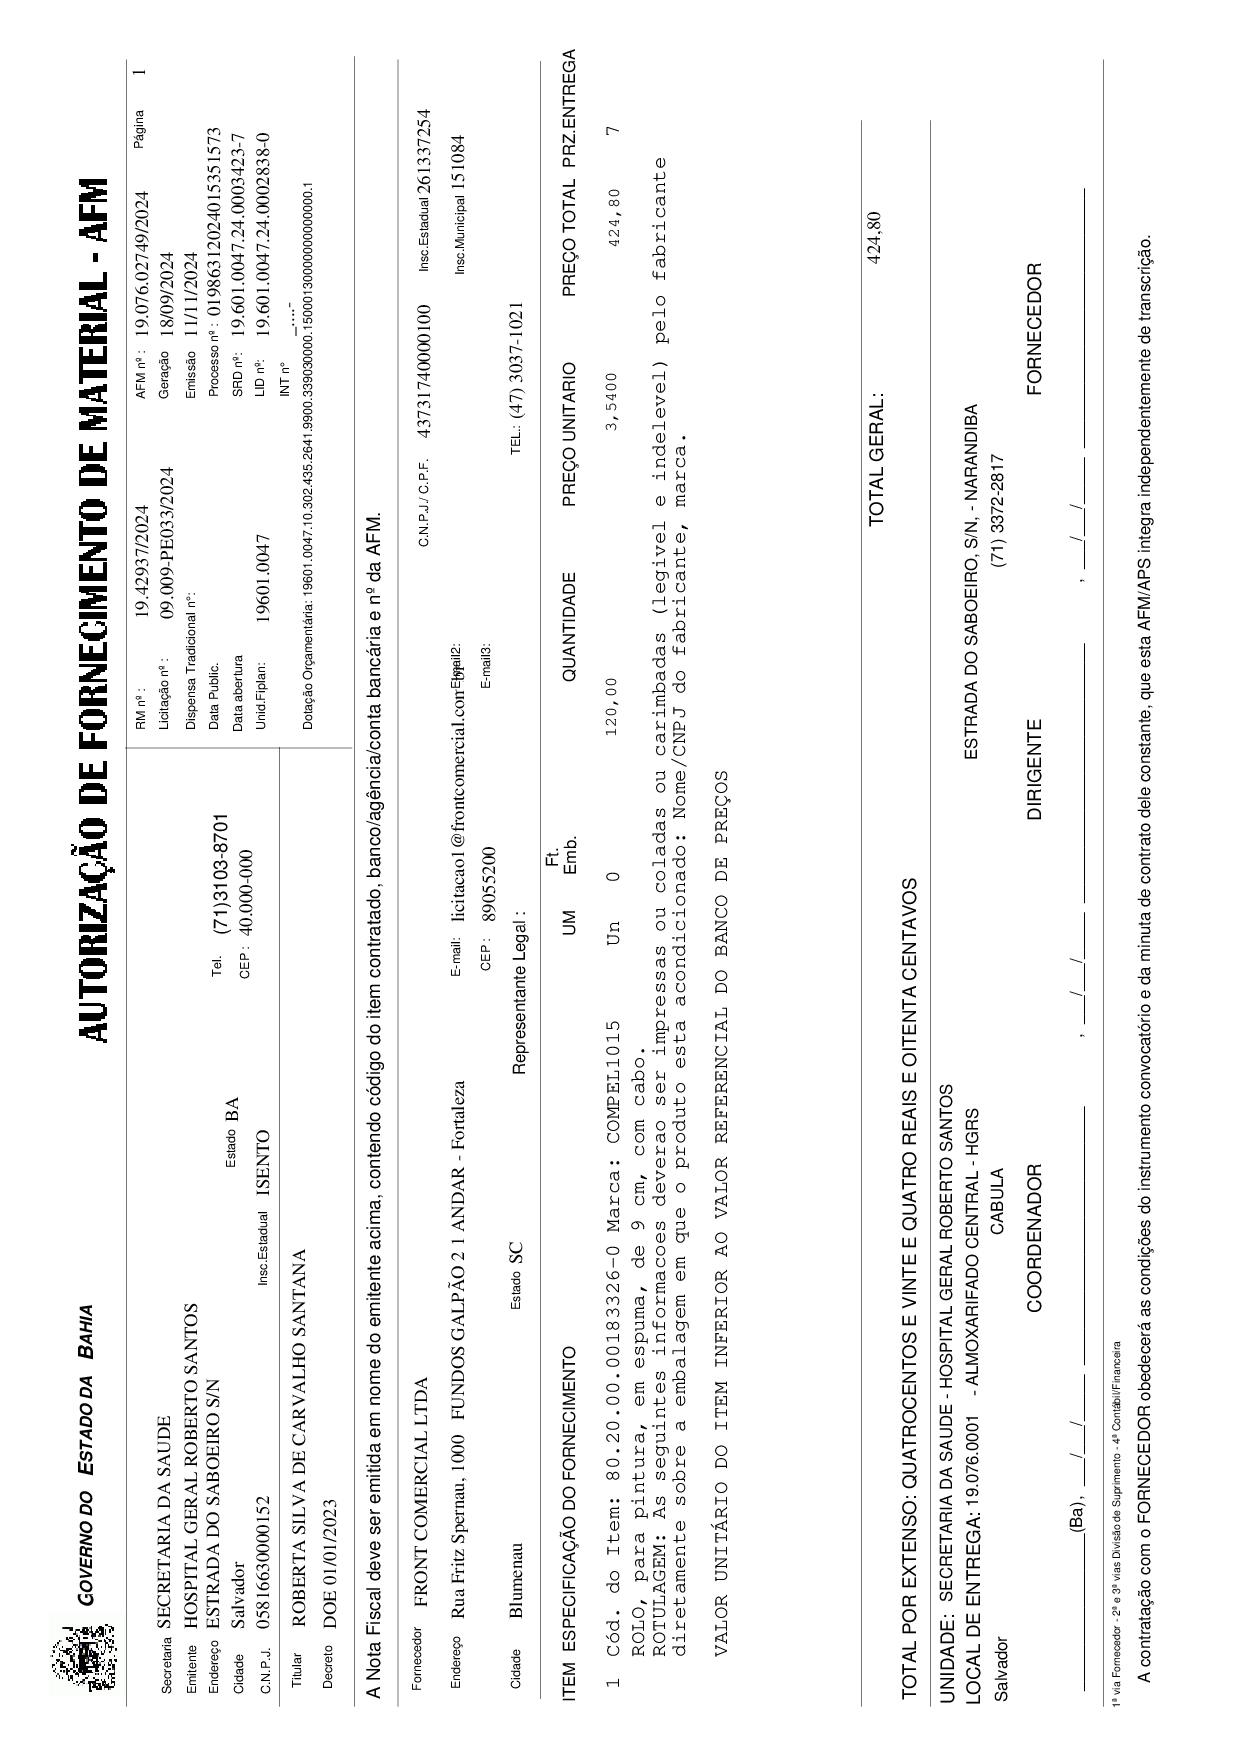 GOVERNO DO ESTADO DA BAHIA
AUTORIZAÇÃO DE FORNECIMENTO DE MATERIAL - AFM
Secretaria SECRETARIA DA SAUDE
Emitente HOSPITAL GERAL ROBERTO SANTOS
Endereço ESTRADA DO SABOEIRO S/N
Cidade Salvador Estado BA
Tel. (71)3103-8701
CEP : 40.000-000
C.N.P.J. 05816630000152 Insc.Estadual ISENTO
Titular ROBERTA SILVA DE CARVALHO SANTANA
Decreto DOE 01/01/2023
RM nº : 19.42937/2024 AFM nº : 19.076.02749/2024 Página 1
Licitação nº : 09.009-PE033/2024 Geração 18/09/2024
Dispensa Tradicional n°: Emissão 11/11/2024
Data Public. Processo nº : 01986312024015351573
Data abertura SRD nº: 19.601.0047.24.0003423-7
Unid.Fiplan: 19601.0047 LID nº: 19.601.0047.24.0002838-0
INT n° _....-
Dotação Orçamentária: 19601.0047.10.302.435.2641.9900.339030000.15000130000000000000.1
A Nota Fiscal deve ser emitida em nome do emitente acima, contendo código do item contratado, banco/agência/conta bancária e nº da AFM.
Fornecedor FRONT COMERCIAL LTDA C.N.P.J./ C.P.F. 43731740000100 Insc.Estadual 261337254
Endereço Rua Fritz Spernau, 1000 FUNDOS GALPÃO 2 1 ANDAR - Fortaleza E-mail: licitacao1@frontcomercial.com.br E-mail2: Insc.Municipal 151084
CEP : 89055200 E-mail3:
Cidade Blumenau Estado SC Representante Legal : TEL.: (47) 3037-1021
ITEM ESPECIFICAÇÃO DO FORNECIMENTO UM Ft. Emb. QUANTIDADE PREÇO UNITARIO PREÇO TOTAL PRZ.ENTREGA
1 Cód. do Item: 80.20.00.00183326-0 Marca: COMPEL1015 Un 0 120,00 3,5400 424,80 7
ROLO, para pintura, em espuma, de 9 cm, com cabo.
ROTULAGEM: As seguintes informacoes deverao ser impressas ou coladas ou carimbadas (legivel e indelevel) pelo fabricante
diretamente sobre a embalagem em que o produto esta acondicionado: Nome/CNPJ do fabricante, marca.
VALOR UNITÁRIO DO ITEM INFERIOR AO VALOR REFERENCIAL DO BANCO DE PREÇOS
TOTAL GERAL: 424,80
TOTAL POR EXTENSO: QUATROCENTOS E VINTE E QUATRO REAIS E OITENTA CENTAVOS
UNIDADE: SECRETARIA DA SAUDE - HOSPITAL GERAL ROBERTO SANTOS
LOCAL DE ENTREGA: 19.076.0001 - ALMOXARIFADO CENTRAL - HGRS ESTRADA DO SABOEIRO, S/N, - NARANDIBA
Salvador CABULA (71) 3372-2817
COORDENADOR DIRIGENTE FORNECEDOR
_________________(Ba), ___/___/_____ ____________________________ , ___/___/_____ ____________________________ , ___/___/_____ ____________________________
1ª via Fornecedor - 2ª e 3ª vias Divisão de Suprimento - 4ª Contábil/Financeira
A contratação com o FORNECEDOR obedecerá as condições do instrumento convocatório e da minuta de contrato dele constante, que esta AFM/APS integra independentemente de transcrição.